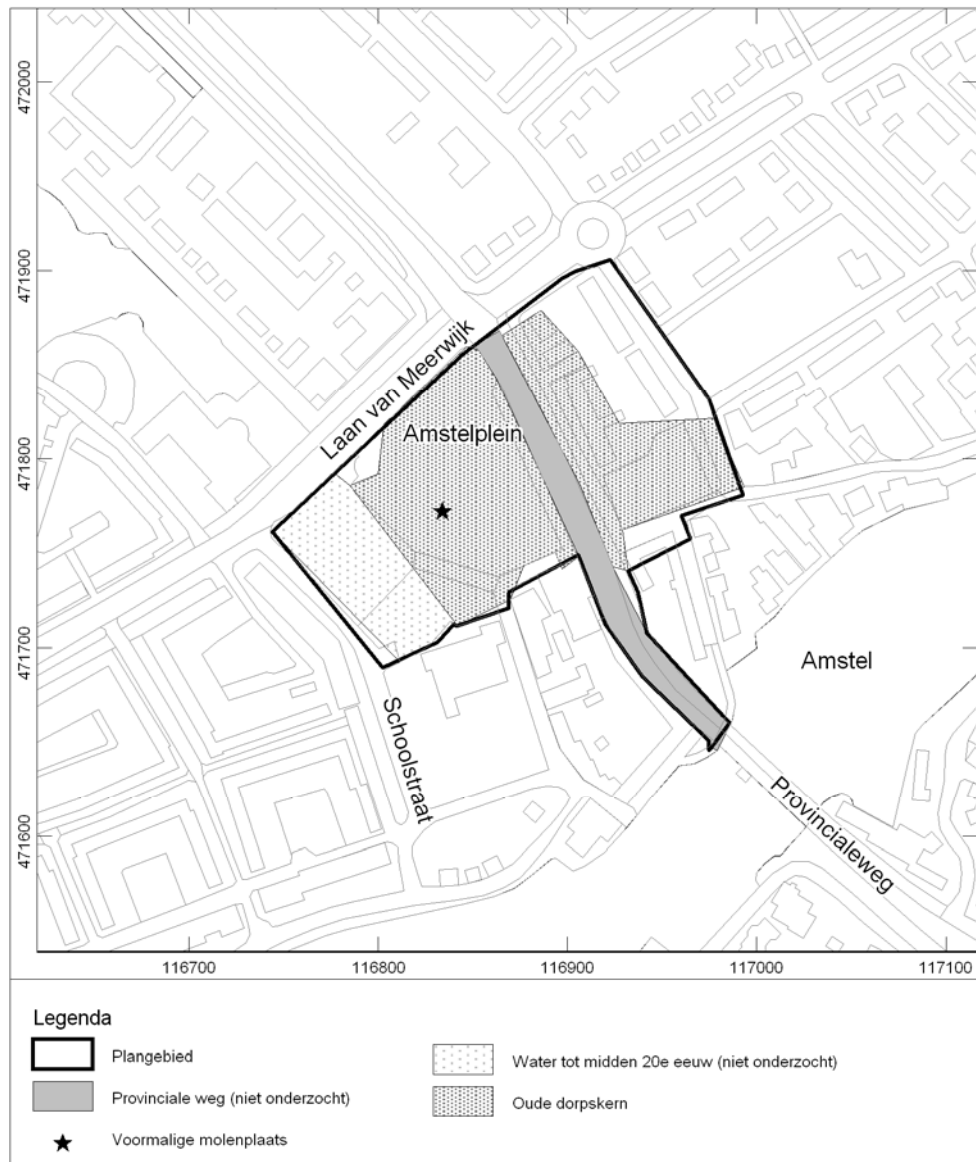 472000
471900
471800
471700
471600
Laan van Meerwijk
Amstelplein
Amstel
Schoolstraat
Provincialeweg
116700
116800
116900
117000
117100
Legenda
Plangebied
Provinciale weg (niet onderzocht)
Voormalige molenplaats
Water tot midden 20e eeuw (niet onderzocht)
Oude dorpskern